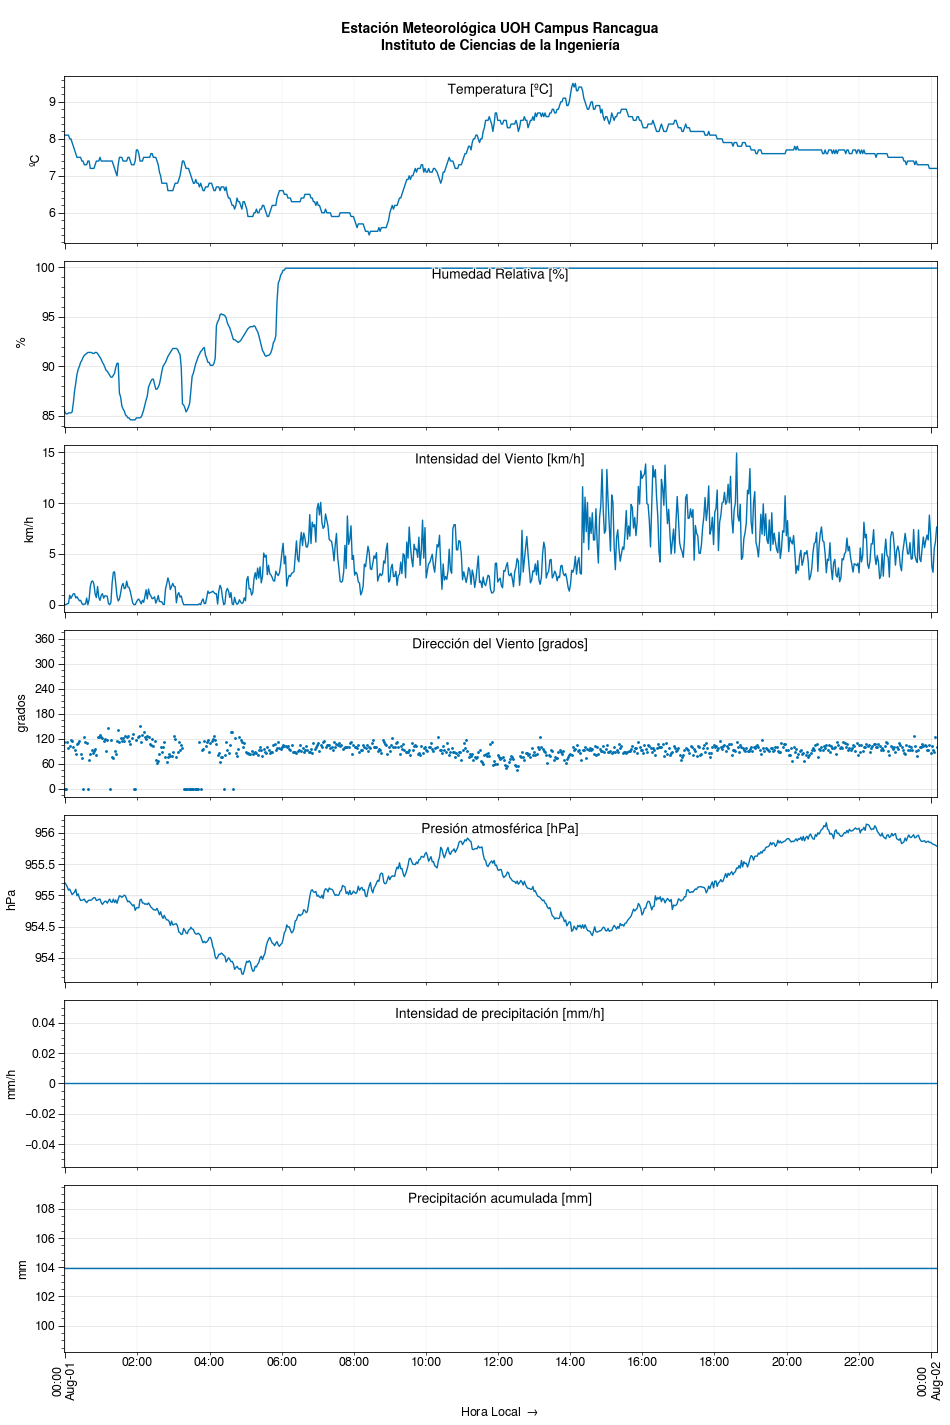 Estación Meteorológica UOH Campus Rancagua
Instituto de Ciencias de la Ingeniería
Temperatura [ºC]
ºC
9
8
7
6
Humedad Relativa [%]
%
100
95
90
85
Intensidad del Viento [km/h]
km/h
15
10
5
0
Dirección del Viento [grados]
grados
360
300
240
180
120
60
0
Presión atmosférica [hPa]
hPa
956
955.5
955
954.5
954
Intensidad de precipitación [mm/h]
mm/h
0.04
0.02
0
−0.02
−0.04
Precipitación acumulada [mm]
mm
108
106
104
102
100
00:00
Aug-01
02:00
04:00
06:00
08:00
10:00
12:00
14:00
16:00
18:00
20:00
22:00
00:00
Aug-02
Hora Local →